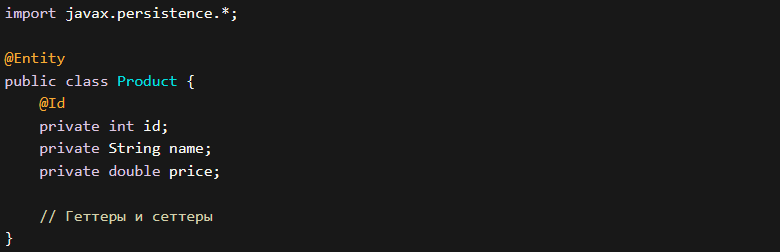 import javax.persistence.*;
@Entity
public class Product {
@Id
private int id;
private String name;
private double price;
// Геттеры и сеттеры
}